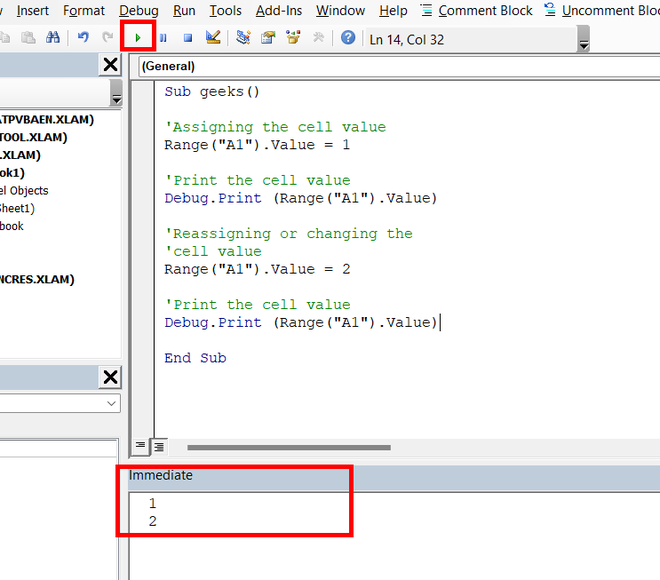 Insert Format Debug Run Tools Add-Ins Window Help Comment Block Uncomment Bloc
Ln 14, Col 32
(General)
ATPVBAEN.XLAM)
TOOL.XLAM)
.XLAM)
ok1)
el Objects
Sheet1)
book
NCRES.XLAM)
Sub geeks()
'Assigning the cell value
Range("A1").Value = 1
'Print the cell value
Debug.Print (Range("A1").Value)
'Reassigning or changing the
'cell value
Range("A1").Value = 2
'Print the cell value
Debug.Print (Range("A1").Value)
End Sub
Immediate
1
2